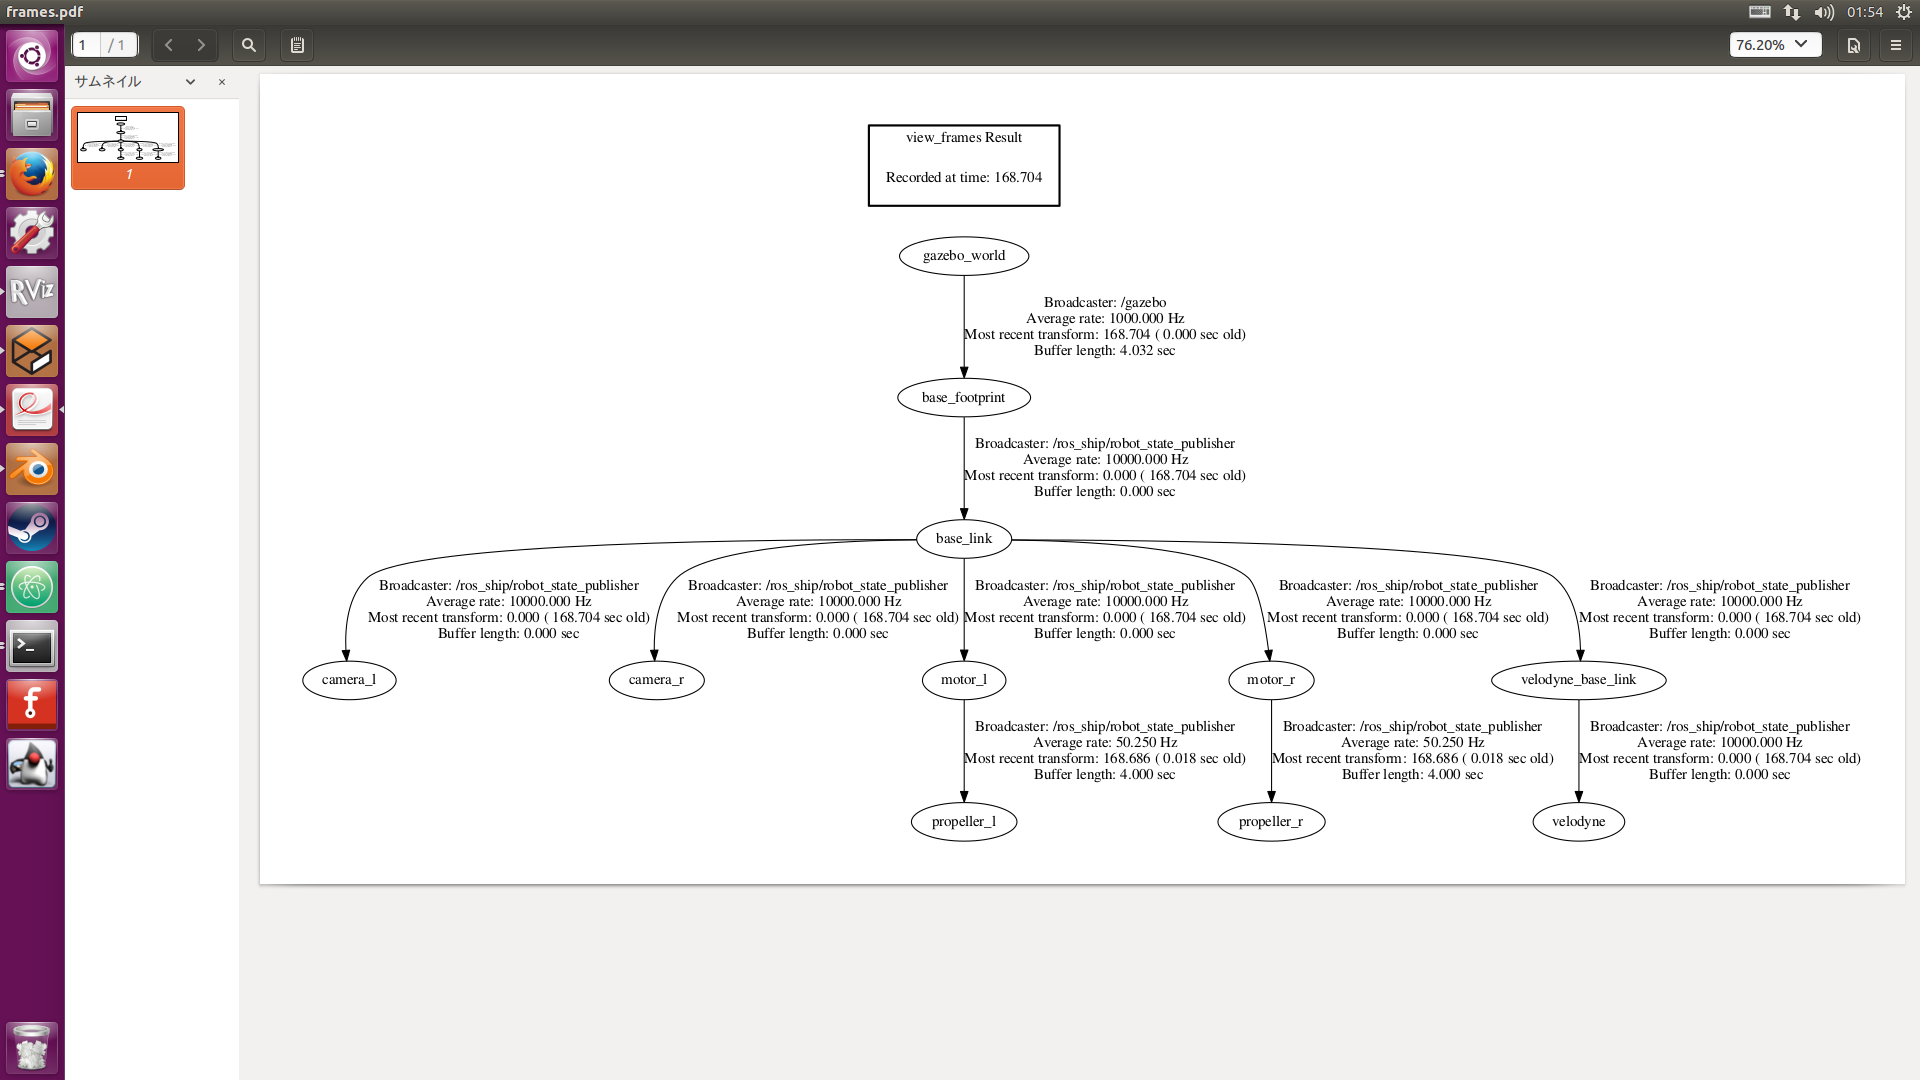 frames.pdf
01:54
1
/ 1
76.20%
サムネイル
×
1
RViz
>_
f
view_frames Result
Recorded at time: 168.704
gazebo_world
Broadcaster: /gazebo
Average rate: 1000.000 Hz
Most recent transform: 168.704 ( 0.000 sec old)
Buffer length: 4.032 sec
base_footprint
Broadcaster: /ros_ship/robot_state_publisher
Average rate: 10000.000 Hz
Most recent transform: 0.000 ( 168.704 sec old)
Buffer length: 0.000 sec
base_link
Broadcaster: /ros_ship/robot_state_publisher
Average rate: 10000.000 Hz
Most recent transform: 0.000 ( 168.704 sec old)
Buffer length: 0.000 sec
Broadcaster: /ros_ship/robot_state_publisher
Average rate: 10000.000 Hz
Most recent transform: 0.000 ( 168.704 sec old)
Buffer length: 0.000 sec
Broadcaster: /ros_ship/robot_state_publisher
Average rate: 10000.000 Hz
Most recent transform: 0.000 ( 168.704 sec old)
Buffer length: 0.000 sec
Broadcaster: /ros_ship/robot_state_publisher
Average rate: 10000.000 Hz
Most recent transform: 0.000 ( 168.704 sec old)
Buffer length: 0.000 sec
Broadcaster: /ros_ship/robot_state_publisher
Average rate: 10000.000 Hz
Most recent transform: 0.000 ( 168.704 sec old)
Buffer length: 0.000 sec
camera_l
camera_r
motor_l
motor_r
velodyne_base_link
Broadcaster: /ros_ship/robot_state_publisher
Average rate: 50.250 Hz
Most recent transform: 168.686 ( 0.018 sec old)
Buffer length: 4.000 sec
Broadcaster: /ros_ship/robot_state_publisher
Average rate: 50.250 Hz
Most recent transform: 168.686 ( 0.018 sec old)
Buffer length: 4.000 sec
Broadcaster: /ros_ship/robot_state_publisher
Average rate: 10000.000 Hz
Most recent transform: 0.000 ( 168.704 sec old)
Buffer length: 0.000 sec
propeller_l
propeller_r
velodyne